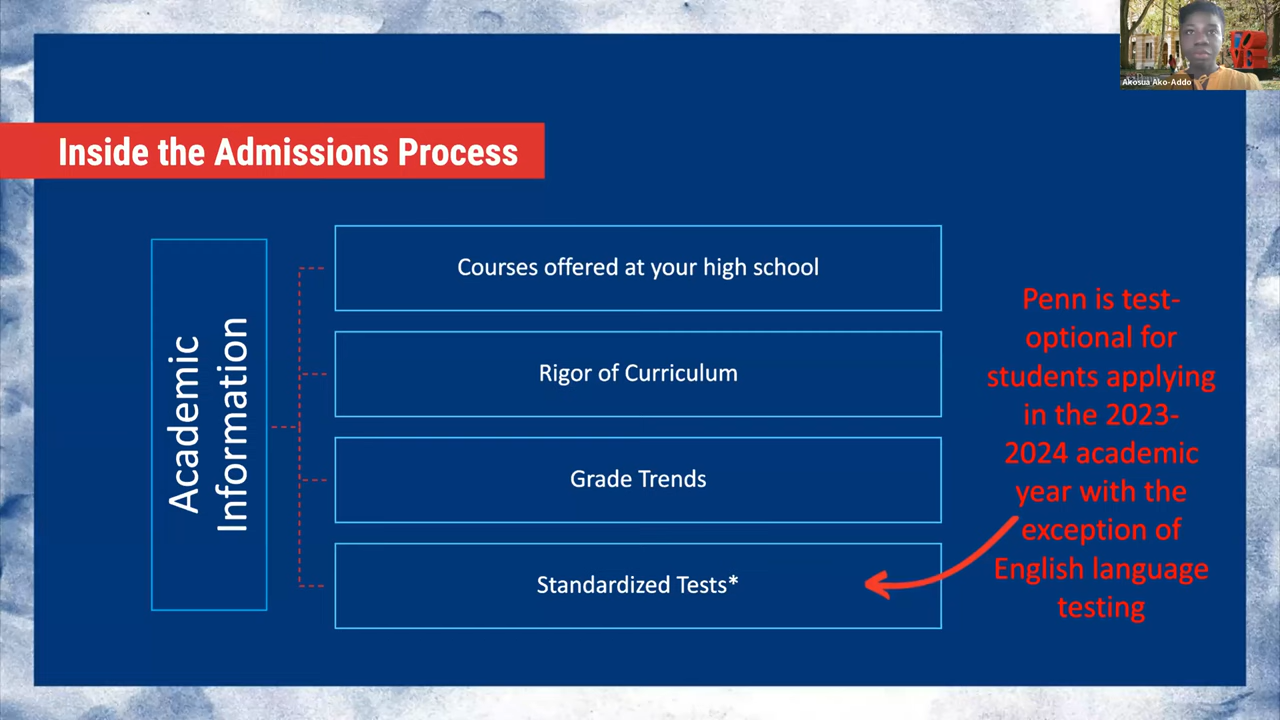 Akosua Ako-Addo
Inside the Admissions Process
Academic
Information
Courses offered at your high school
Rigor of Curriculum
Grade Trends
Standardized Tests*
Penn is test-
optional for
students applying
in the 2023-
2024 academic
year with the
exception of
English language
testing